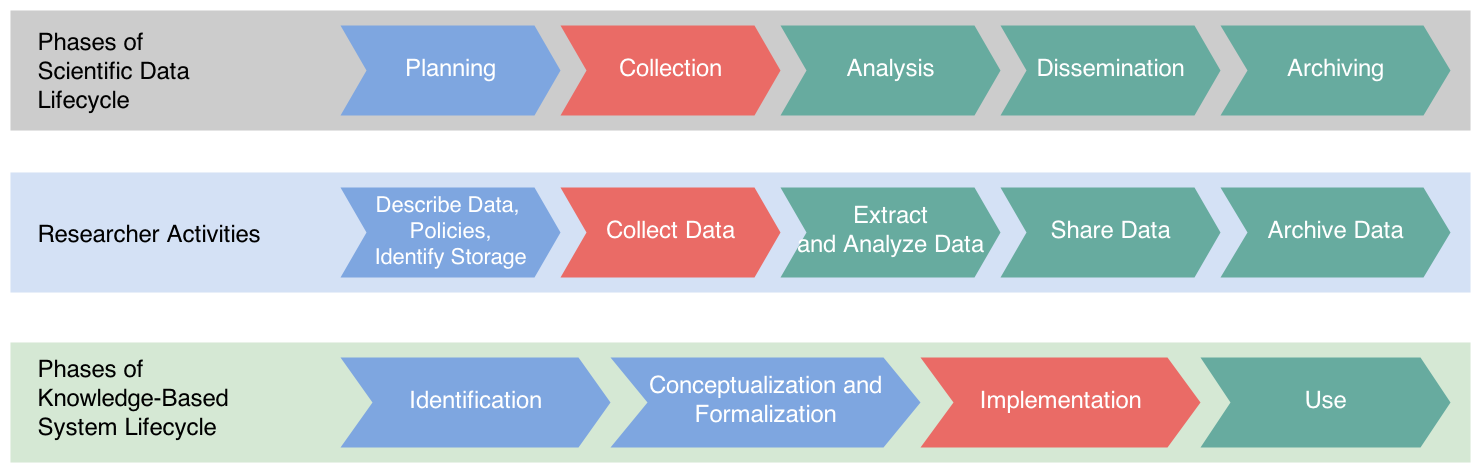 Phases of
Scientific Data
Lifecycle
Planning
Collection
Analysis
Dissemination
Archiving
Researcher Activities
Describe Data,
Policies,
Identify Storage
Collect Data
Extract
and Analyze Data
Share Data
Archive Data
Phases of
Knowledge-Based
System Lifecycle
Identification
Conceptualization and
Formalization
Implementation
Use